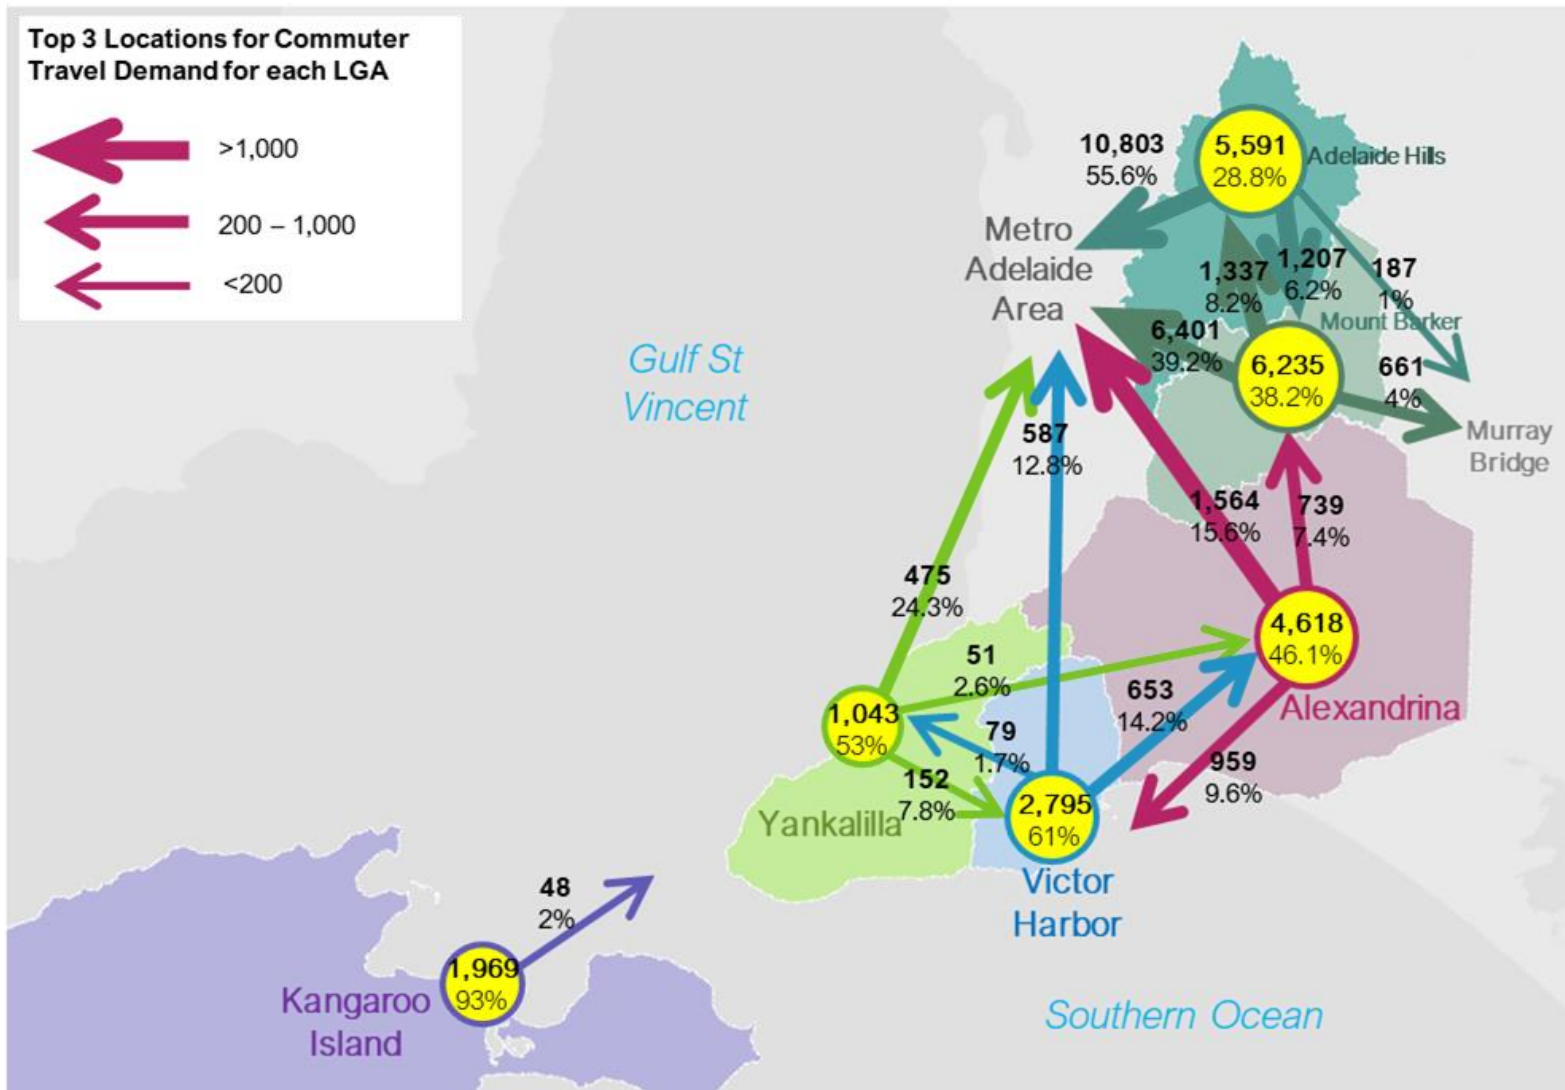 Top 3 Locations for Commuter
Travel Demand for each LGA
>1,000
200 – 1,000
<200
10,803
55.6%
5,591
28.8%
Adelaide Hills
Metro
Adelaide
Area
1,337
8.2%
1,207
6.2%
187
1%
Mount Barker
6,401
39.2%
6,235
38.2%
661
4%
Murray
Bridge
Gulf St
Vincent
587
12.8%
1,564
15.6%
739
7.4%
475
24.3%
51
2.6%
4,618
46.1%
653
14.2%
Alexandrina
1,043
53%
79
1.7%
152
7.8%
959
9.6%
Yankalilla
2,795
61%
Victor
Harbor
48
2%
1,969
93%
Kangaroo
Island
Southern Ocean